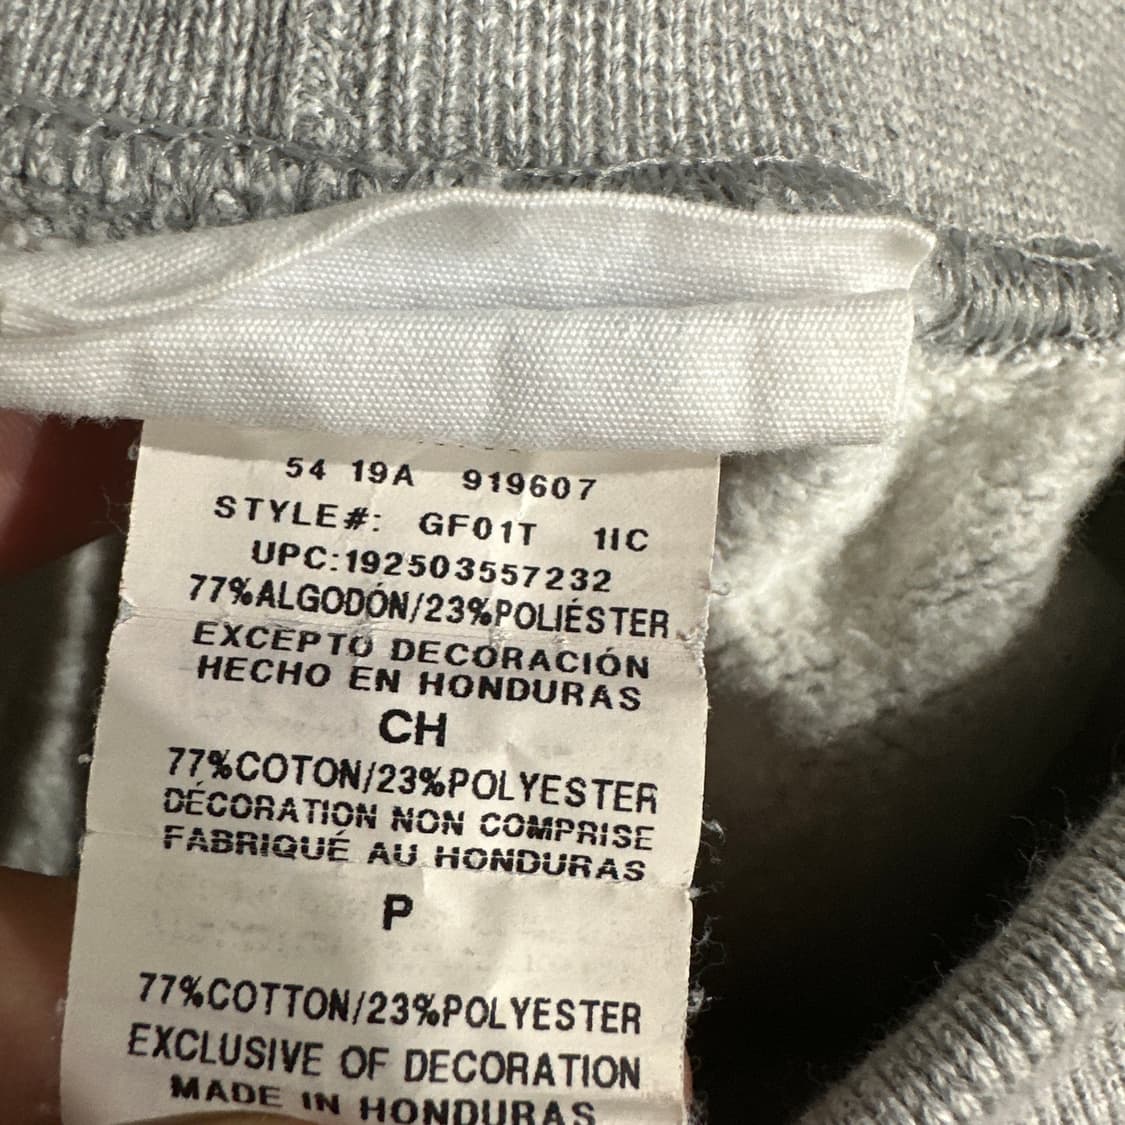 54 19A 919607
STYLE#: GF01T 1IC
UPC:192503557232
77%ALGODÓN/23%POLIÉSTER
EXCEPTO DECORACIÓN
HECHO EN HONDURAS
CH
77%COTON/23%POLYESTER
DÉCORATION NON COMPRISE
FABRIQUÉ AU HONDURAS
P
77%COTTON/23%POLYESTER
EXCLUSIVE OF DECORATION
MADE IN HONDURAS